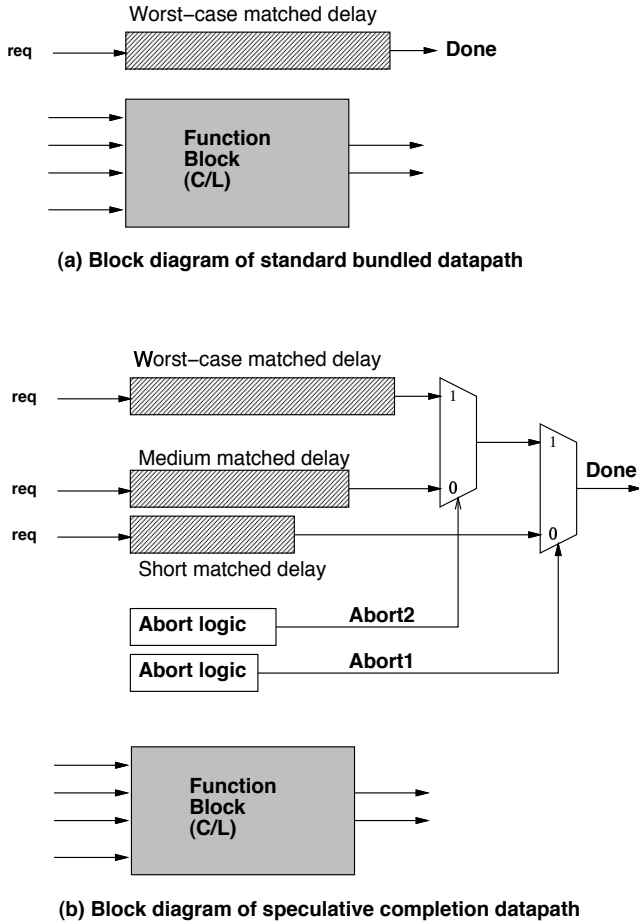 Worst–case matched delay
req
Done
Function
Block
(C/L)
(a) Block diagram of standard bundled datapath
Worst–case matched delay
req
1
1
Medium matched delay
Done
req
0
req
0
Short matched delay
Abort logic
Abort2
Abort logic
Abort1
Function
Block
(C/L)
(b) Block diagram of speculative completion datapath